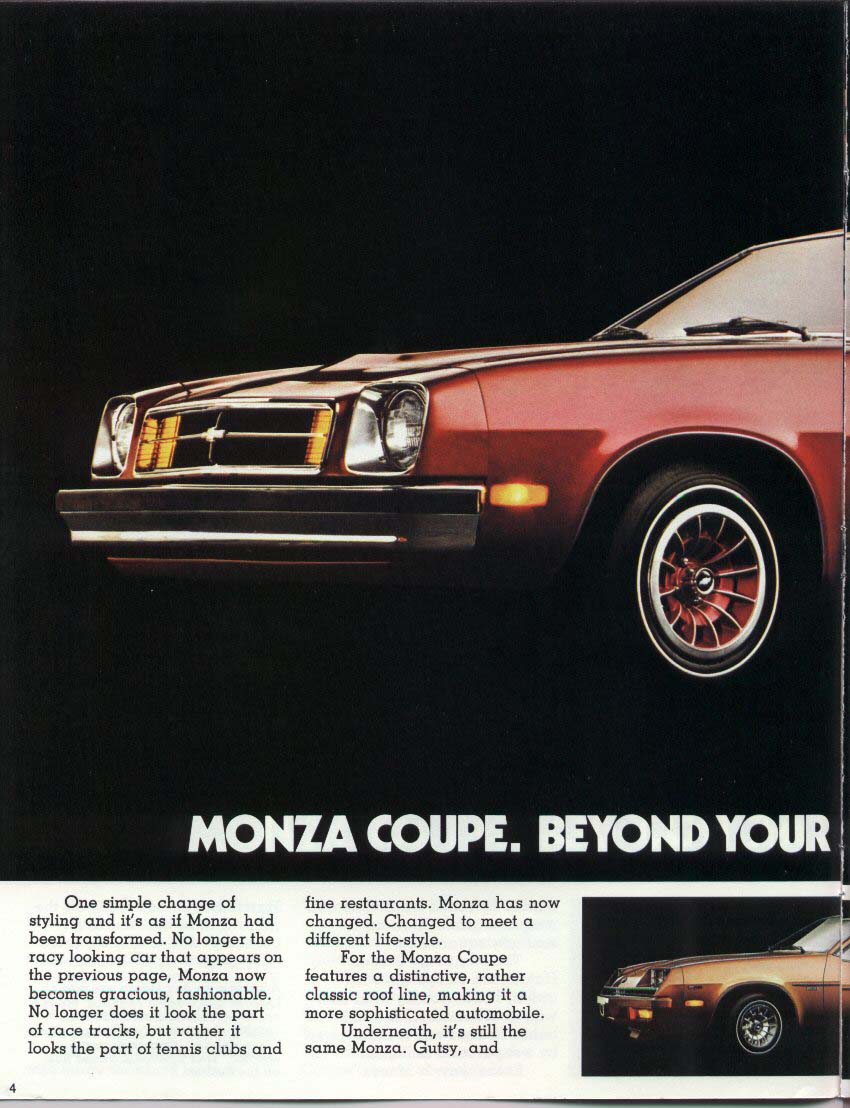 MONZA COUPE. BEYOND YOUR
One simple change of
styling and it's as if Monza had
been transformed. No longer the
racy looking car that appears on
the previous page, Monza now
becomes gracious, fashionable.
No longer does it look the part
of race tracks, but rather it
looks the part of tennis clubs and
fine restaurants. Monza has now
changed. Changed to meet a
different life-style.
For the Monza Coupe
features a distinctive, rather
classic roof line, making it a
more sophisticated automobile.
Underneath, it's still the
same Monza. Gutsy, and
4